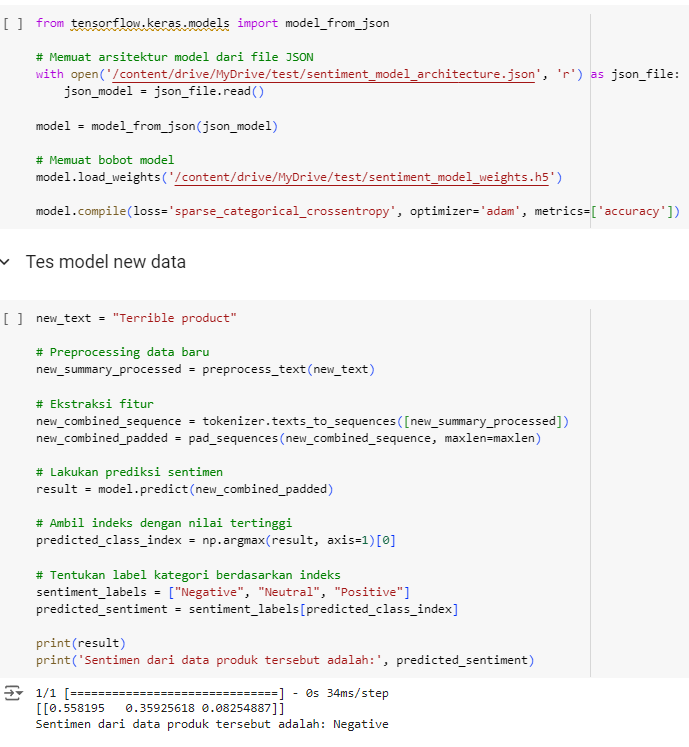 [ ] from tensorflow.keras.models import model_from_json
# Memuat arsitektur model dari file JSON
with open('/content/drive/MyDrive/test/sentiment_model_architecture.json', 'r') as json_file:
    json_model = json_file.read()
model = model_from_json(json_model)
# Memuat bobot model
model.load_weights('/content/drive/MyDrive/test/sentiment_model_weights.h5')
model.compile(loss='sparse_categorical_crossentropy', optimizer='adam', metrics=['accuracy'])
Tes model new data
[ ] new_text = "Terrible product"
# Preprocessing data baru
new_summary_processed = preprocess_text(new_text)
# Ekstraksi fitur
new_combined_sequence = tokenizer.texts_to_sequences([new_summary_processed])
new_combined_padded = pad_sequences(new_combined_sequence, maxlen=maxlen)
# Lakukan prediksi sentimen
result = model.predict(new_combined_padded)
# Ambil indeks dengan nilai tertinggi
predicted_class_index = np.argmax(result, axis=1)[0]
# Tentukan label kategori berdasarkan indeks
sentiment_labels = ["Negative", "Neutral", "Positive"]
predicted_sentiment = sentiment_labels[predicted_class_index]
print(result)
print('Sentimen dari data produk tersebut adalah:', predicted_sentiment)
1/1 [==============================] - 0s 34ms/step
[[0.558195   0.35925618 0.08254887]]
Sentimen dari data produk tersebut adalah: Negative